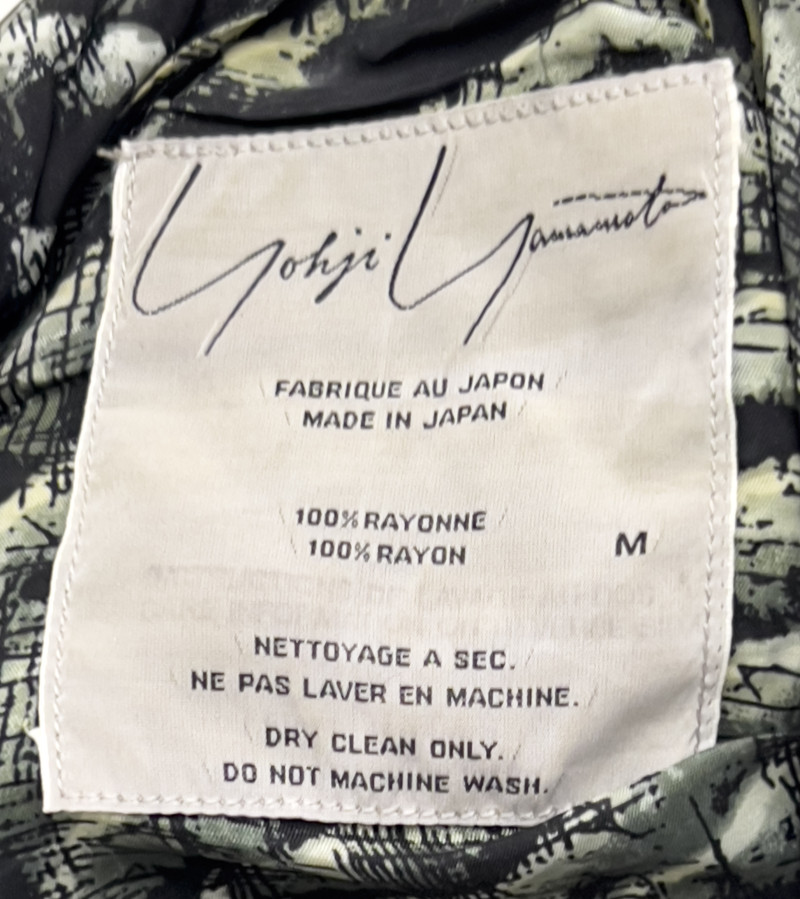 Yohji Yamamoto
FABRIQUE AU JAPON
MADE IN JAPAN
100% RAYONNE
100% RAYON
M
NETTOYAGE A SEC.
NE PAS LAVER EN MACHINE.
DRY CLEAN ONLY.
DO NOT MACHINE WASH.